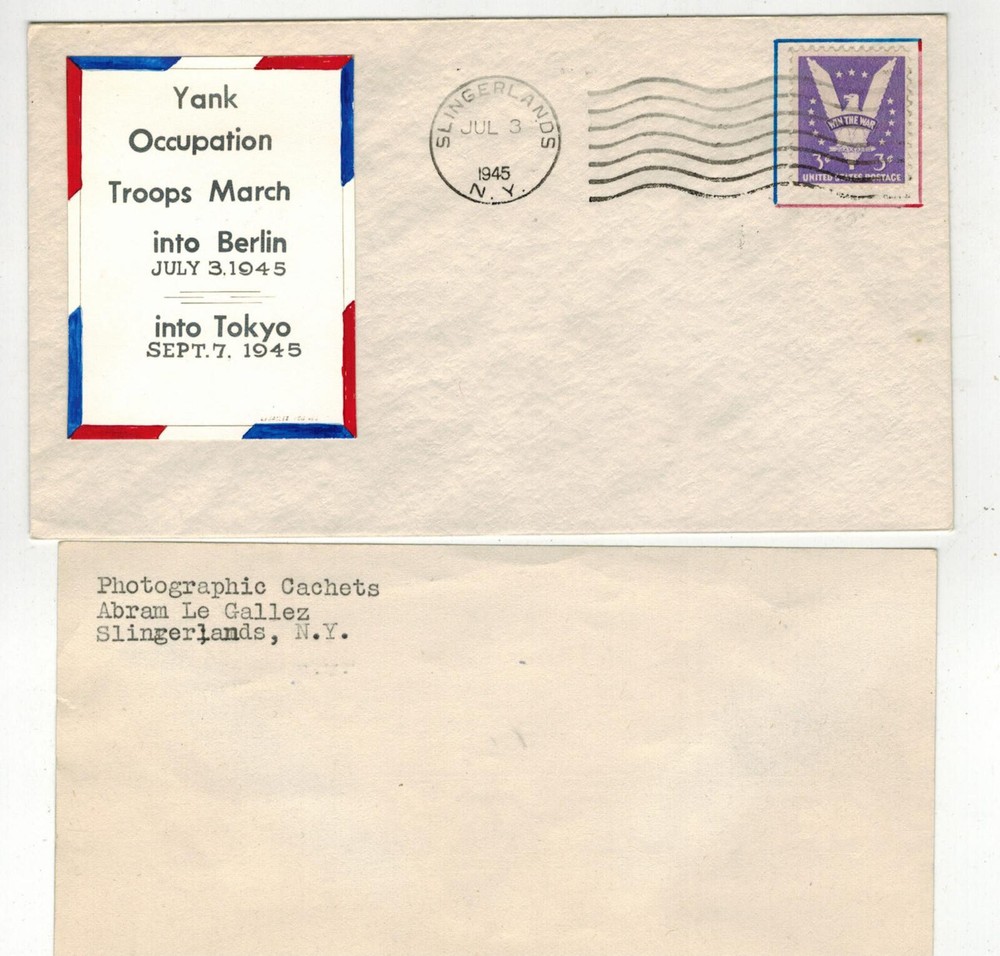 Yank
Occupation
Troops March
into Berlin
JULY 3.1945
into Tokyo
SEPT.7. 1945
SLINGERLANDS
JUL 3
1945
N.Y.
WIN THE WAR
3¢ 3¢
UNITED STATES POSTAGE
Photographic Cachets
Abram Le Gallez
Slingerlands, N.Y.